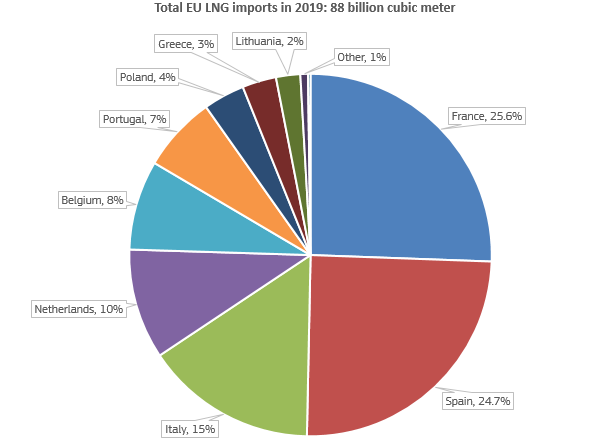 Total EU LNG imports in 2019: 88 billion cubic meter
Lithuania, 2%
Greece, 3%
Other, 1%
Poland, 4%
France, 25.6%
Portugal, 7%
Belgium, 8%
Netherlands, 10%
Spain, 24.7%
Italy, 15%